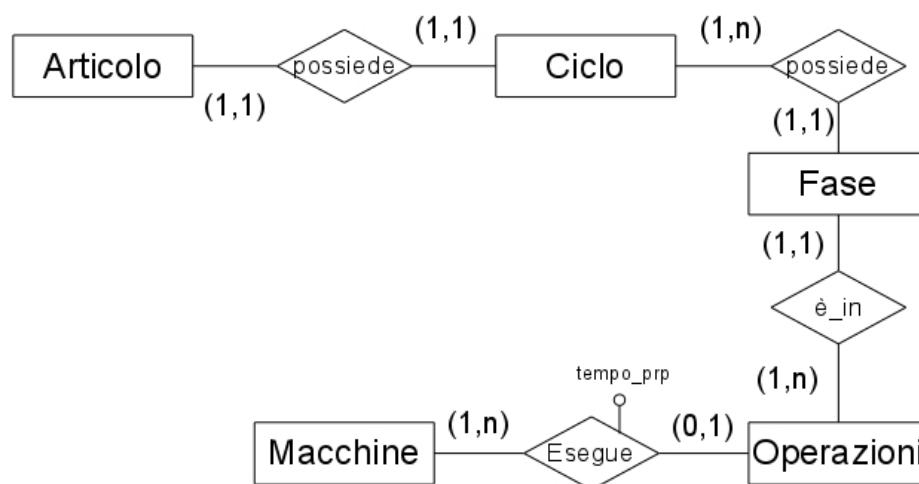 Articolo
(1,1)
possiede
(1,1)
Ciclo
(1,n)
possiede
(1,1)
Fase
(1,1)
è_in
(1,n)
Operazioni
(0,1)
tempo_prp
Esegue
(1,n)
Macchine